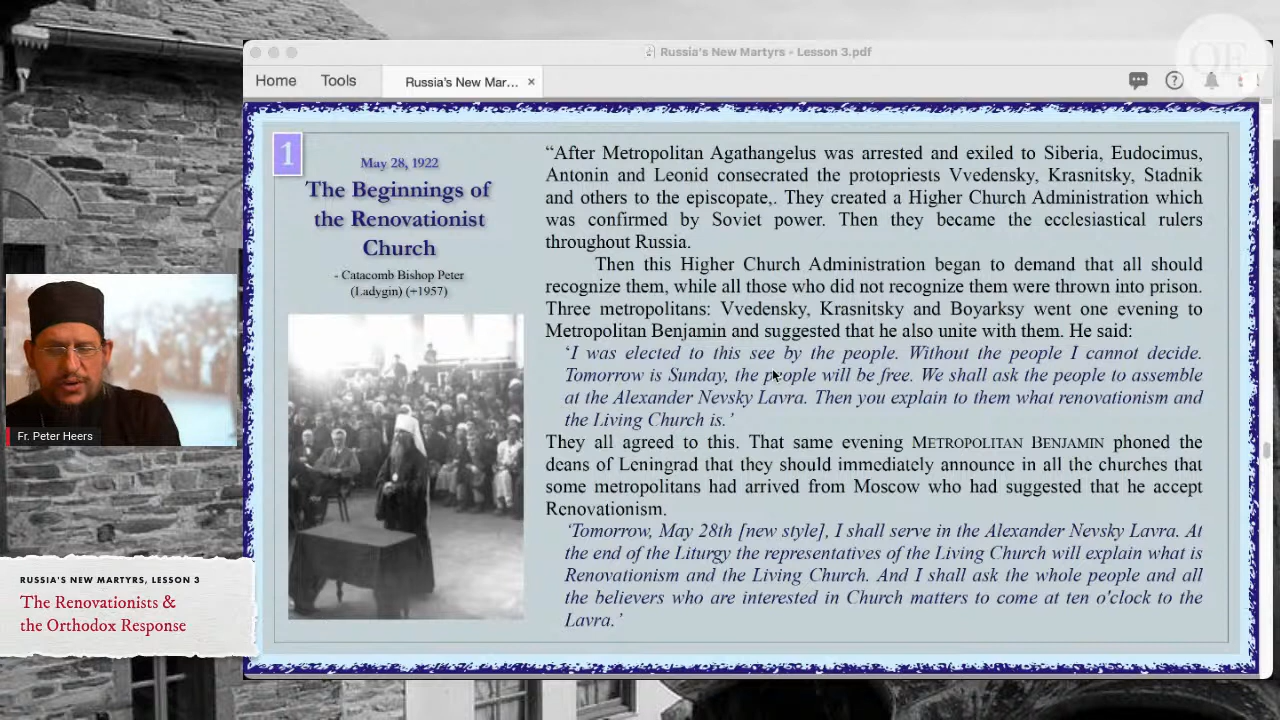 Russia's New Martyrs - Lesson 3.pdf
OE
Home Tools Russia's New Mar... ×
1
May 28, 1922
The Beginnings of
the Renovationist
Church
- Catacomb Bishop Peter
(Ladygin) (+1957)
“After Metropolitan Agathangelus was arrested and exiled to Siberia, Eudocimus,
Antonin and Leonid consecrated the protopriests Vvedensky, Krasnitsky, Stadnik
and others to the episcopate,. They created a Higher Church Administration which
was confirmed by Soviet power. Then they became the ecclesiastical rulers
throughout Russia.
Then this Higher Church Administration began to demand that all should
recognize them, while all those who did not recognize them were thrown into prison.
Three metropolitans: Vvedensky, Krasnitsky and Boyarksy went one evening to
Metropolitan Benjamin and suggested that he also unite with them. He said:
‘I was elected to this see by the people. Without the people I cannot decide.
Tomorrow is Sunday, the people will be free. We shall ask the people to assemble
at the Alexander Nevsky Lavra. Then you explain to them what renovationism and
the Living Church is.’
They all agreed to this. That same evening METROPOLITAN BENJAMIN phoned the
deans of Leningrad that they should immediately announce in all the churches that
some metropolitans had arrived from Moscow who had suggested that he accept
Renovationism.
‘Tomorrow, May 28th [new style], I shall serve in the Alexander Nevsky Lavra. At
the end of the Liturgy the representatives of the Living Church will explain what is
Renovationism and the Living Church. And I shall ask the whole people and all
the believers who are interested in Church matters to come at ten o'clock to the
Lavra.’
Fr. Peter Heers
RUSSIA'S NEW MARTYRS, LESSON 3
The Renovationists &
the Orthodox Response